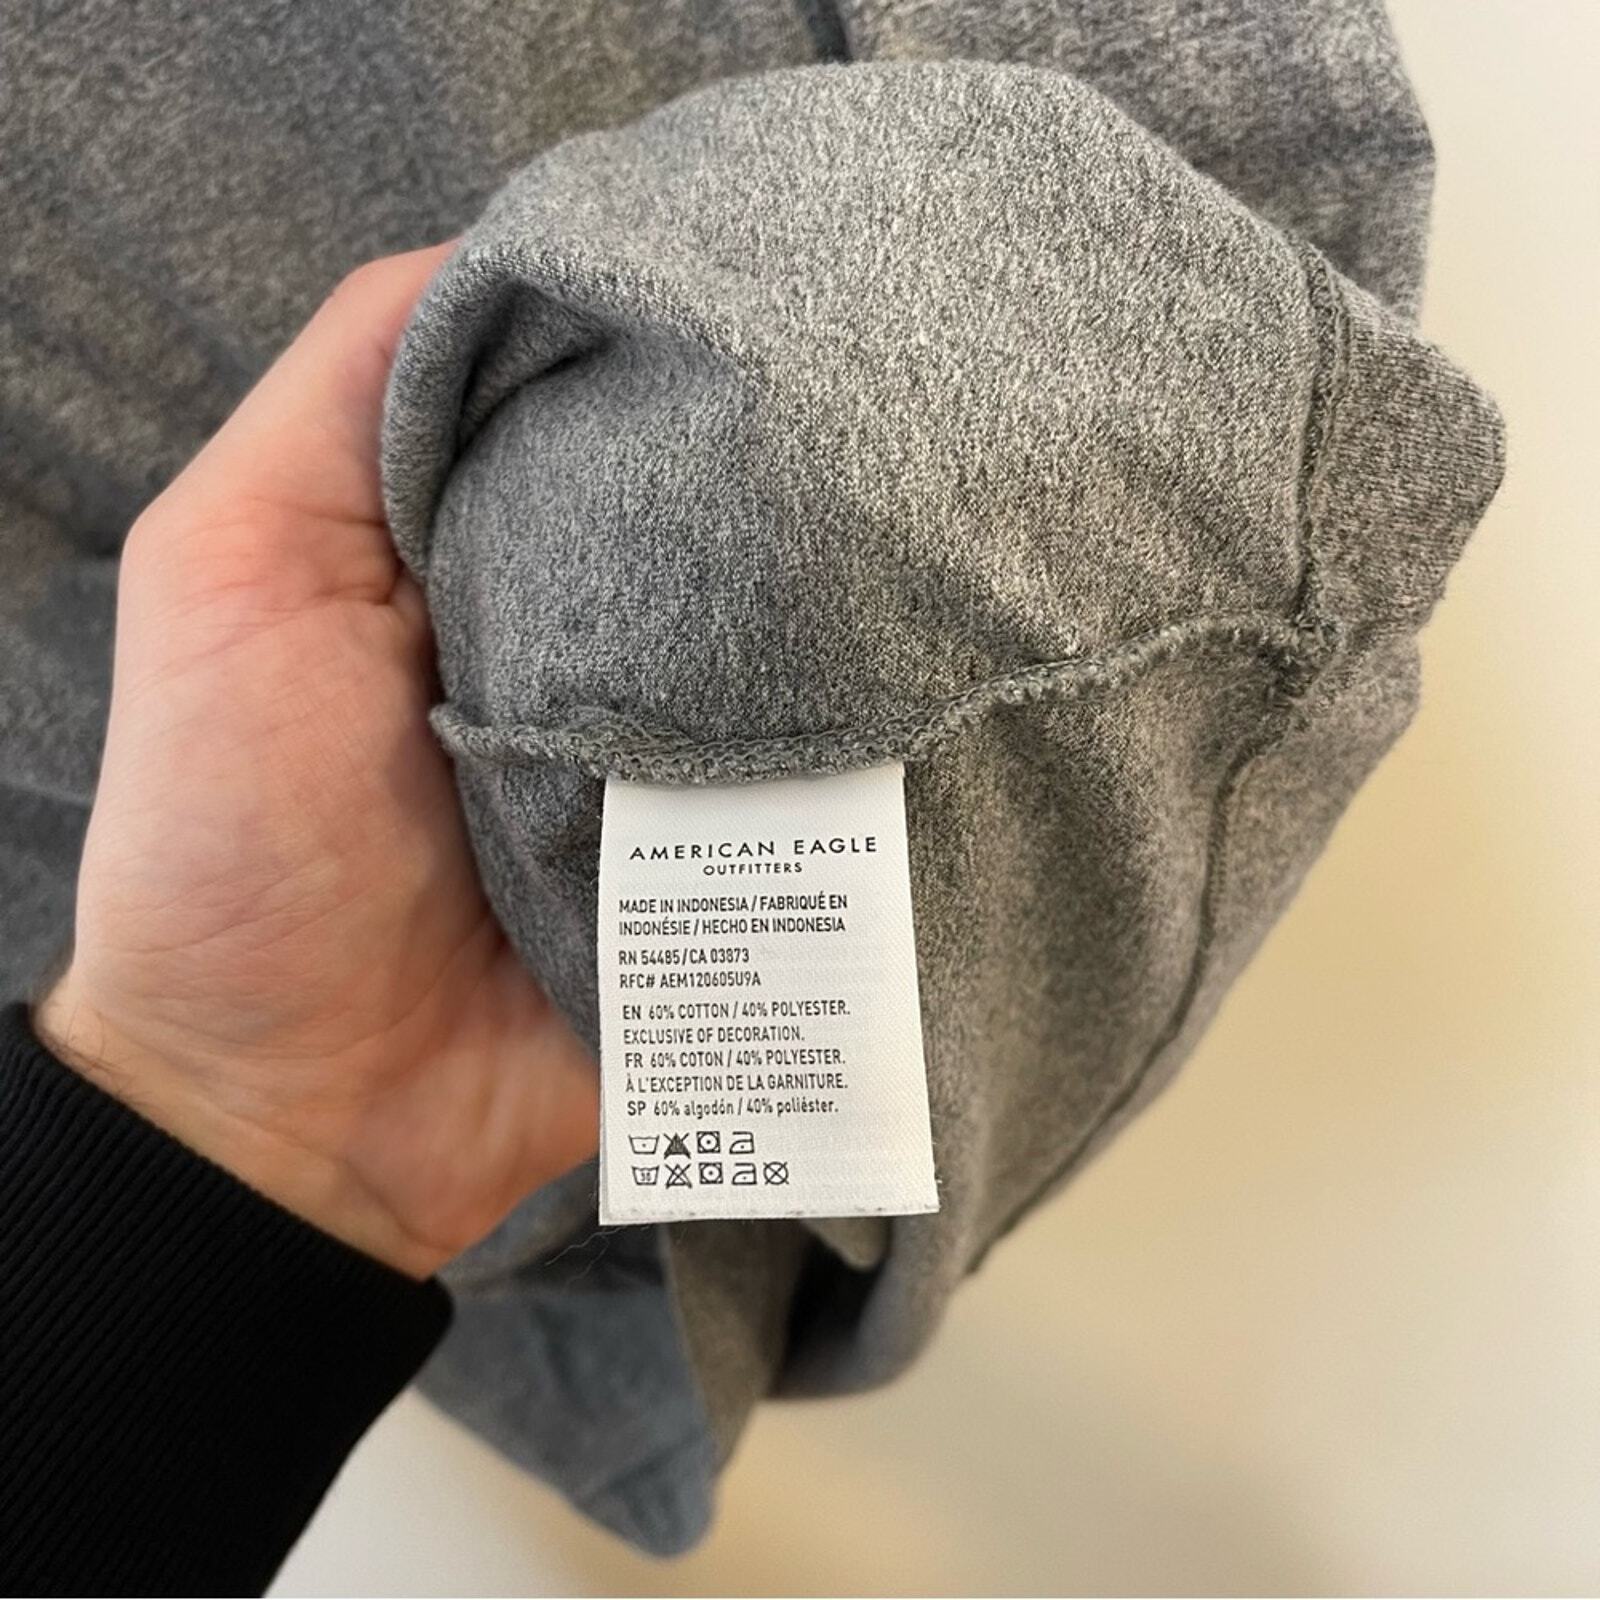 AMERICAN EAGLE
OUTFITTERS
MADE IN INDONESIA / FABRIQUÉ EN
INDONÉSIE / HECHO EN INDONESIA
RN 54485/CA 03873
RFC# AEM120605U9A
EN 60% COTTON / 40% POLYESTER.
EXCLUSIVE OF DECORATION.
FR 60% COTON / 40% POLYESTER.
À L'EXCEPTION DE LA GARNITURE.
SP 60% algodón / 40% poliéster.
30